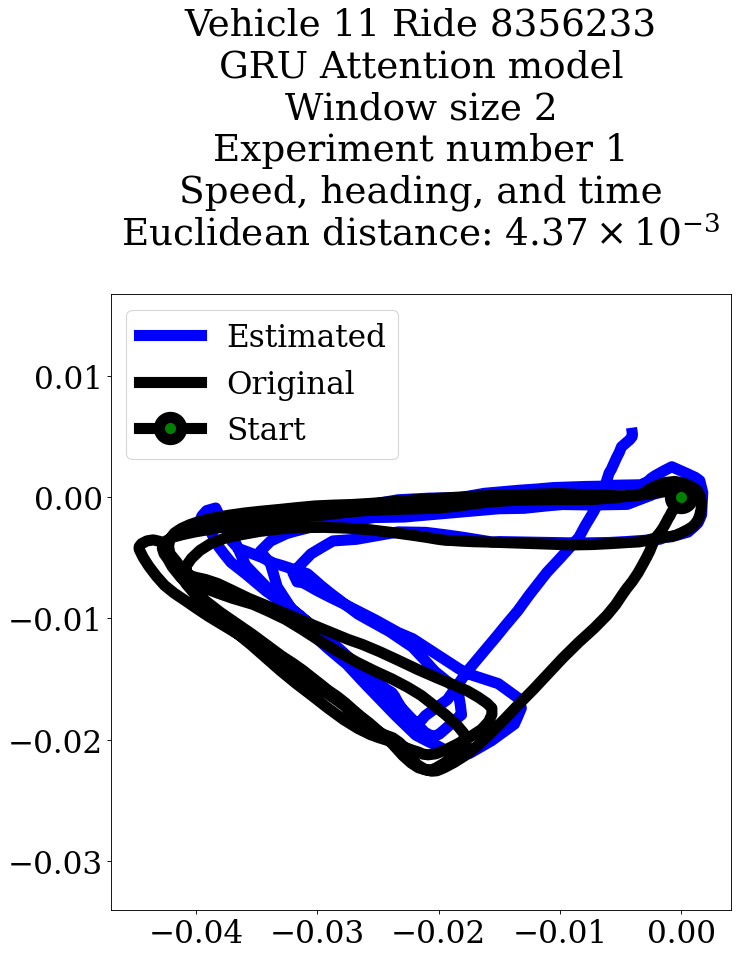 Vehicle 11 Ride 8356233
GRU Attention model
Window size 2
Experiment number 1
Speed, heading, and time
Euclidean distance: 4.37 × 10⁻³
Estimated
Original
Start
0.01
0.00
−0.01
−0.02
−0.03
−0.04 −0.03 −0.02 −0.01 0.00